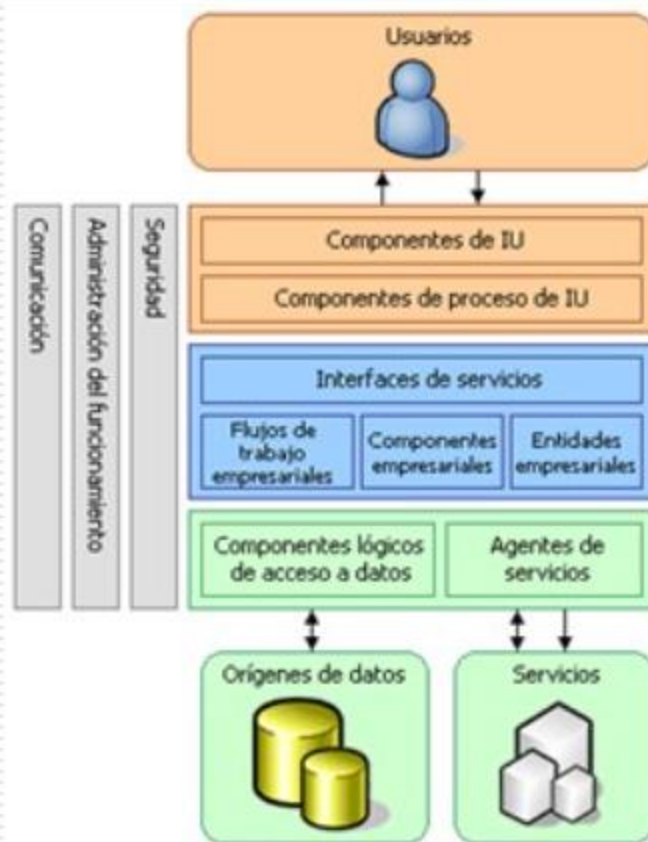 Usuarios
Comunicación
Administración del funcionamiento
Seguridad
Componentes de IU
Componentes de proceso de IU
Interfaces de servicios
Flujos de
trabajo
empresariales
Componentes
empresariales
Entidades
empresariales
Componentes lógicos
de acceso a datos
Agentes de
servicios
Orígenes de datos
Servicios